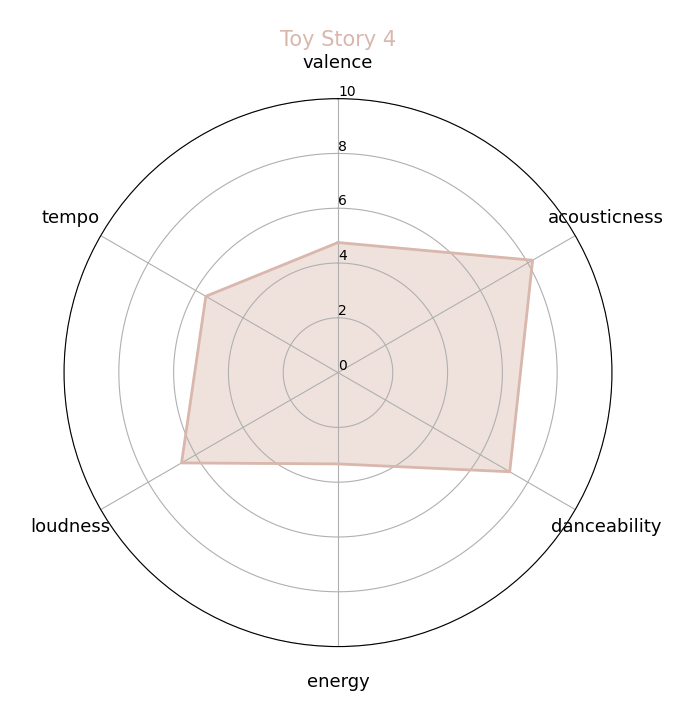 Toy Story 4
valence
10
8
tempo
6
acousticness
4
2
0
loudness
danceability
energy